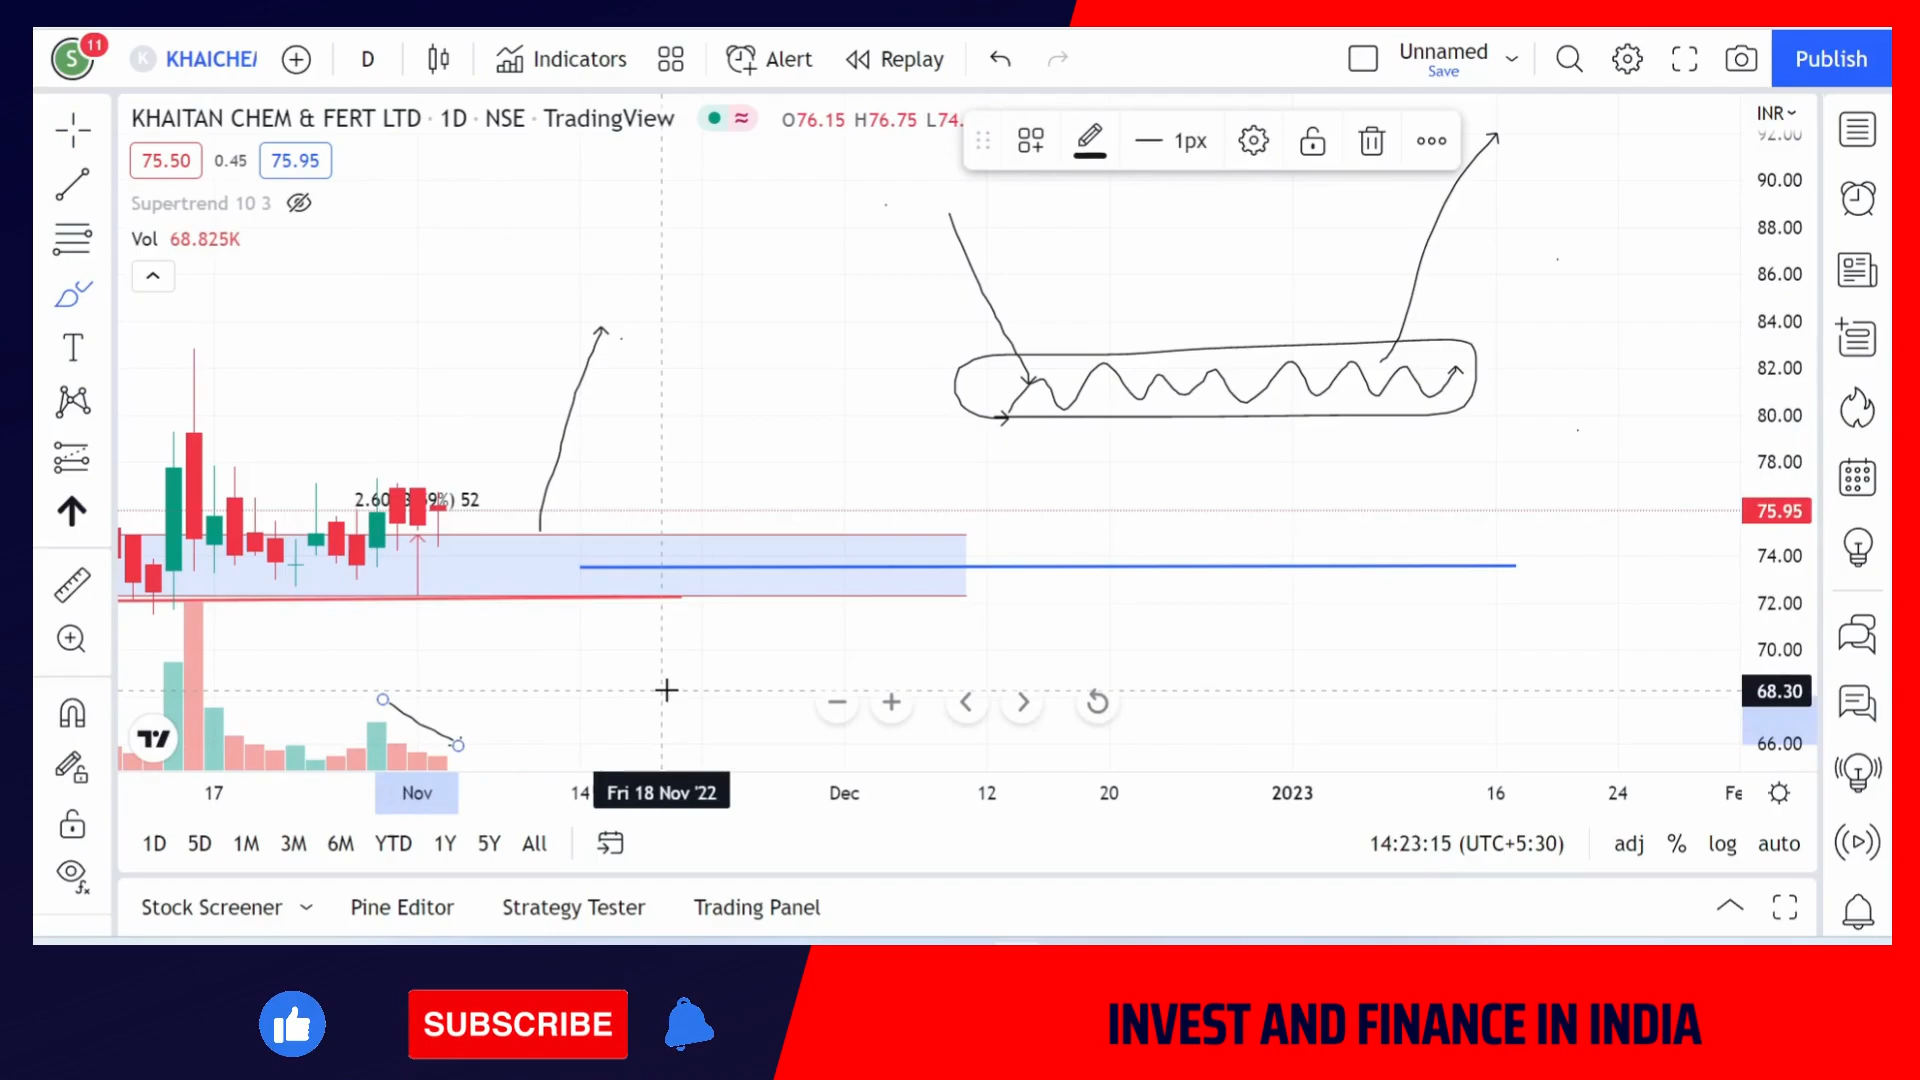 S 11 K KHAICHEM D Indicators Alert Replay Unnamed Save Publish
KHAITAN CHEM & FERT LTD · 1D · NSE · TradingView O76.15 H76.75 L74. 1px INR
75.50 0.45 75.95
Supertrend 10 3
Vol 68.825K
92.00
90.00
88.00
86.00
84.00
82.00
80.00
78.00
52
75.95
74.00
72.00
70.00
68.30
66.00
17 Nov 14 Fri 18 Nov '22 Dec 12 20 2023 16 24 Fe
1D 5D 1M 3M 6M YTD 1Y 5Y All 14:23:15 (UTC+5:30) adj % log auto
Stock Screener Pine Editor Strategy Tester Trading Panel
SUBSCRIBE
INVEST AND FINANCE IN INDIA